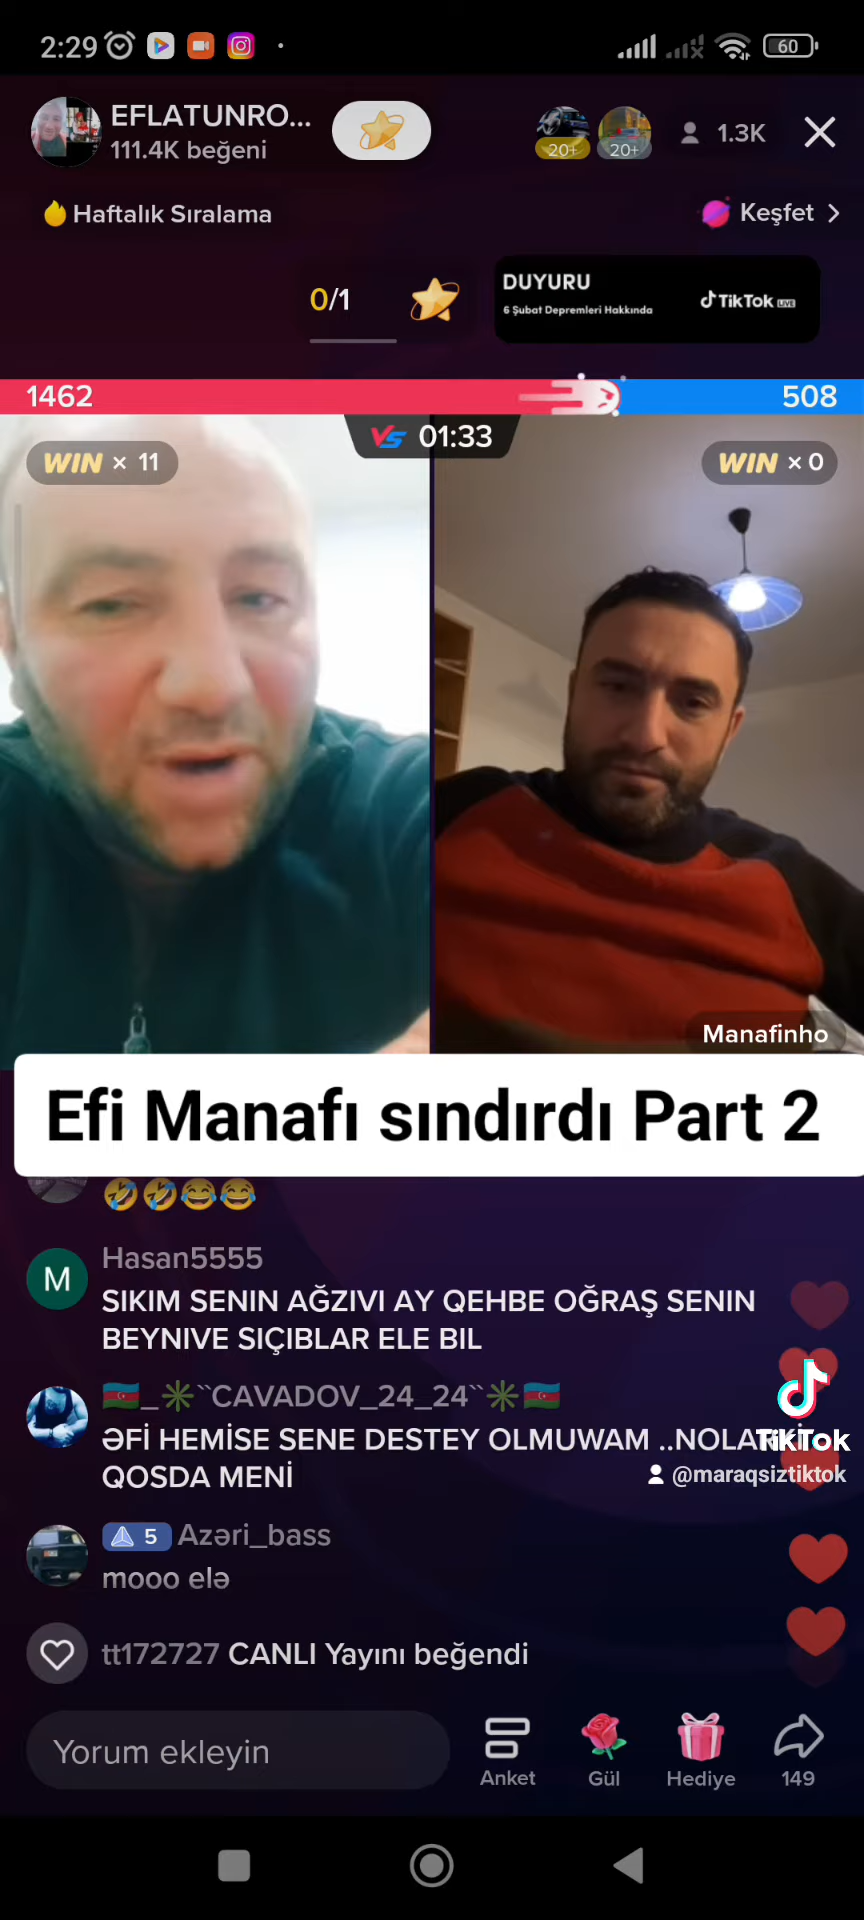 2:29
60
EFLATUNRO...
111.4K beğeni
20+
20+
1.3K
Haftalık Sıralama
Keşfet
0/1
DUYURU
6 Şubat Depremleri Hakkında
TikTok LIVE
1462
508
VS 01:33
WIN × 11
WIN × 0
Manafinho
Efi Manafı sındırdı Part 2
Hasan5555
M
SIKIM SENIN AĞZIVI AY QEHBE OĞRAŞ SENIN
BEYNIVE SIÇIBLAR ELE BIL
🇦🇿_✳``CAVADOV_24_24``✳🇦🇿
ƏFİ HEMİSE SENE DESTEY OLMUWAM ..NOLA
QOSDA MENİ
TikTok
@maraqsiztiktok
5 Azəri_bass
mooo elə
tt172727 CANLI Yayını beğendi
Yorum ekleyin
Anket
Gül
Hediye
149